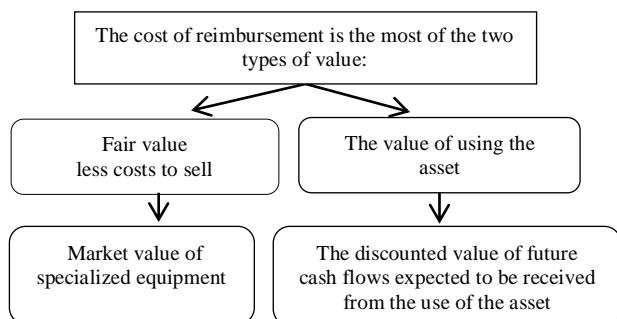 The cost of reimbursement is the most of the two
types of value:
Fair value
less costs to sell
The value of using the
asset
Market value of
specialized equipment
The discounted value of future
cash flows expected to be received
from the use of the asset